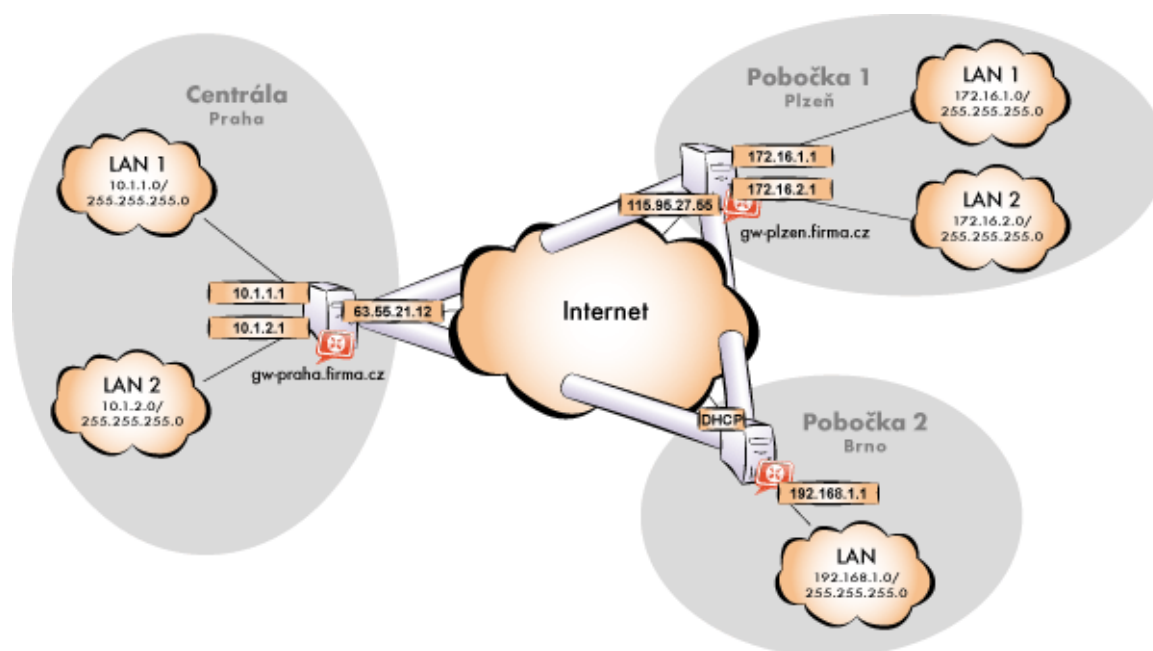 Centrála
Praha
LAN 1
10.1.1.0/
255.255.255.0
10.1.1.1
10.1.2.1
63.55.21.12
gw-praha.firma.cz
LAN 2
10.1.2.0/
255.255.255.0
Internet
Pobočka 1
Plzeň
LAN 1
172.16.1.0/
255.255.255.0
172.16.1.1
172.16.2.1
115.95.27.55
gw-plzen.firma.cz
LAN 2
172.16.2.0/
255.255.255.0
DHCP
Pobočka 2
Brno
192.168.1.1
LAN
192.168.1.0/
255.255.255.0